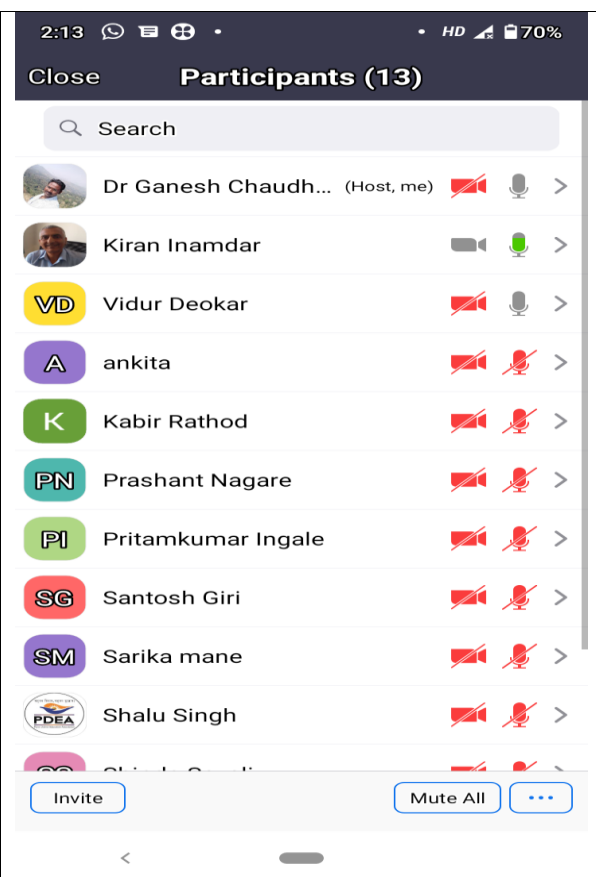 2:13 HD 70%
Close Participants (13)
Search
Dr Ganesh Chaudh... (Host, me)
Kiran Inamdar
VD Vidur Deokar
A ankita
K Kabir Rathod
PN Prashant Nagare
PI Pritamkumar Ingale
SG Santosh Giri
SM Sarika mane
PDEA Shalu Singh
Invite Mute All ...